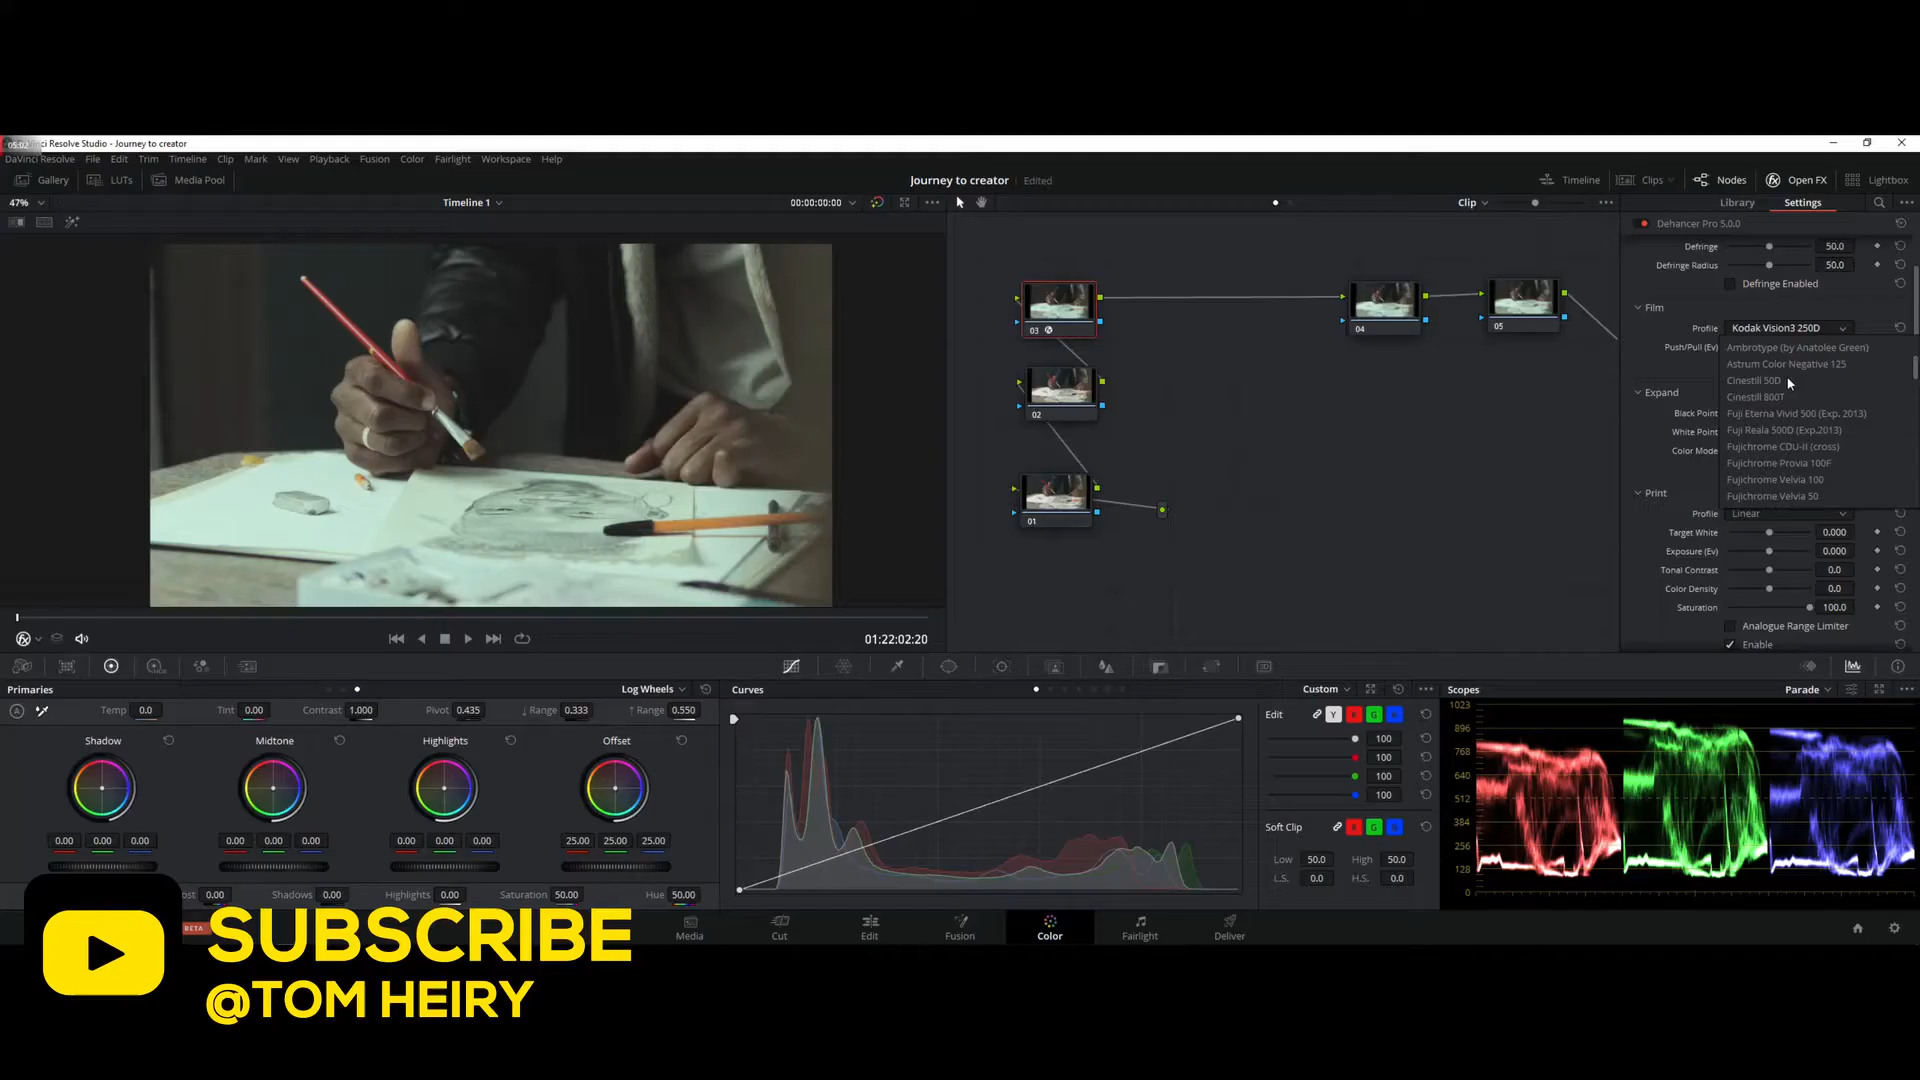 05:02
ci Resolve Studio - Journey to creator
DaVinci Resolve File Edit Trim Timeline Clip Mark View Playback Fusion Color Fairlight Workspace Help
Gallery LUTs Media Pool Journey to creator Edited Timeline Clips Nodes Open FX Lightbox
47% Timeline 1 00:00:00:00 Clip Library Settings
Dehancer Pro 5.0.0
Defringe 50.0
Defringe Radius 50.0
Defringe Enabled
Film
Profile Kodak Vision3 250D
Push/Pull (Ev)
Ambrotype (by Anatolee Green)
Astrum Color Negative 125
Cinestill 50D
Expand
Cinestill 800T
Black Point
Fuji Eterna Vivid 500 (Exp. 2013)
White Point
Fuji Reala 500D (Exp.2013)
Color Mode
Fujichrome CDU-II (cross)
Fujichrome Provia 100F
Fujichrome Velvia 100
Print
Fujichrome Velvia 50
Profile Linear
Target White 0.000
Exposure (Ev) 0.000
Tonal Contrast 0.0
Color Density 0.0
Saturation 100.0
Analogue Range Limiter
Enable
03
04
05
02
01
01:22:02:20
Primaries Log Wheels Curves Custom Scopes Parade
Temp 0.0 Tint 0.00 Contrast 1.000 Pivot 0.435 ↓ Range 0.333 ↑ Range 0.550
Shadow Midtone Highlights Offset
0.00 0.00 0.00 0.00 0.00 0.00 0.00 0.00 0.00 25.00 25.00 25.00
ost 0.00 Shadows 0.00 Highlights 0.00 Saturation 50.00 Hue 50.00
Edit Y R G B
100
100
100
100
Soft Clip R G B
Low 50.0 High 50.0
L.S. 0.0 H.S. 0.0
1023
896
768
640
512
384
256
128
0
BETA
Media Cut Edit Fusion Color Fairlight Deliver
SUBSCRIBE
@TOM HEIRY